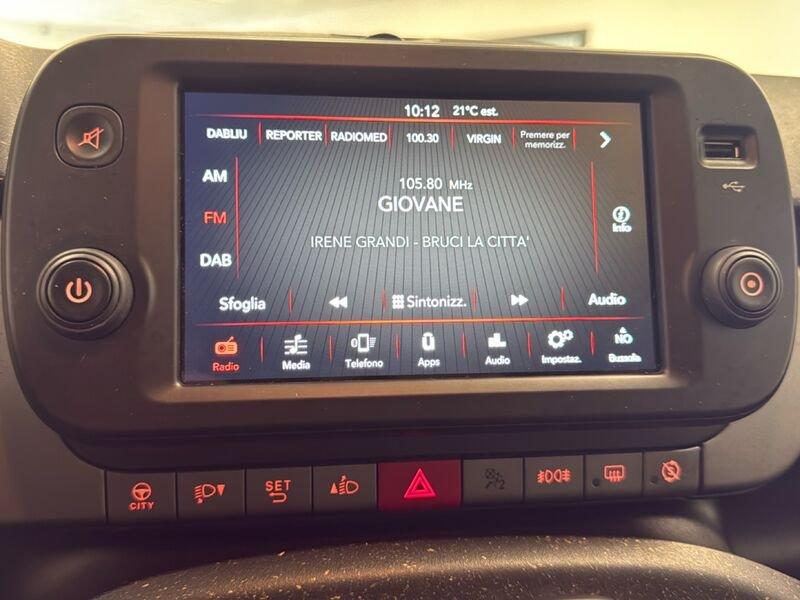 10:12 21°C est.
DABLIU REPORTER RADIOMED 100.30 VIRGIN Premere per
memorizz.
AM
FM
DAB
105.80 MHz
GIOVANE
IRENE GRANDI - BRUCI LA CITTA'
Info
Sfoglia Sintonizz. Audio
Radio Media Telefono Apps Audio Impostaz. Bussola
NO
CITY
SET
2